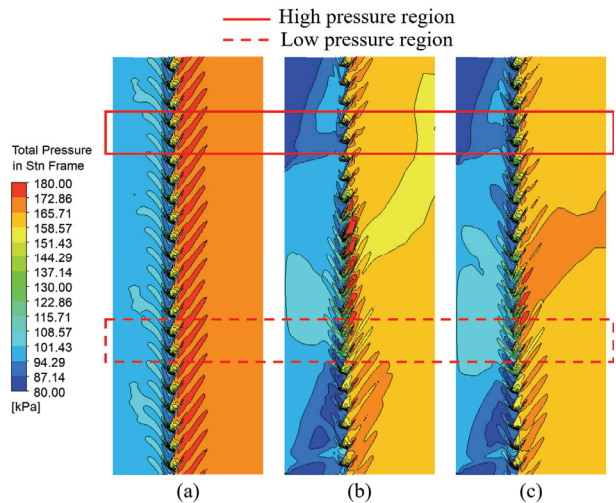 High pressure region
Low pressure region
Total Pressure
in Stn Frame
180.00
172.86
165.71
158.57
151.43
144.29
137.14
130.00
122.86
115.71
108.57
101.43
94.29
87.14
80.00
[kPa]
(a)
(b)
(c)